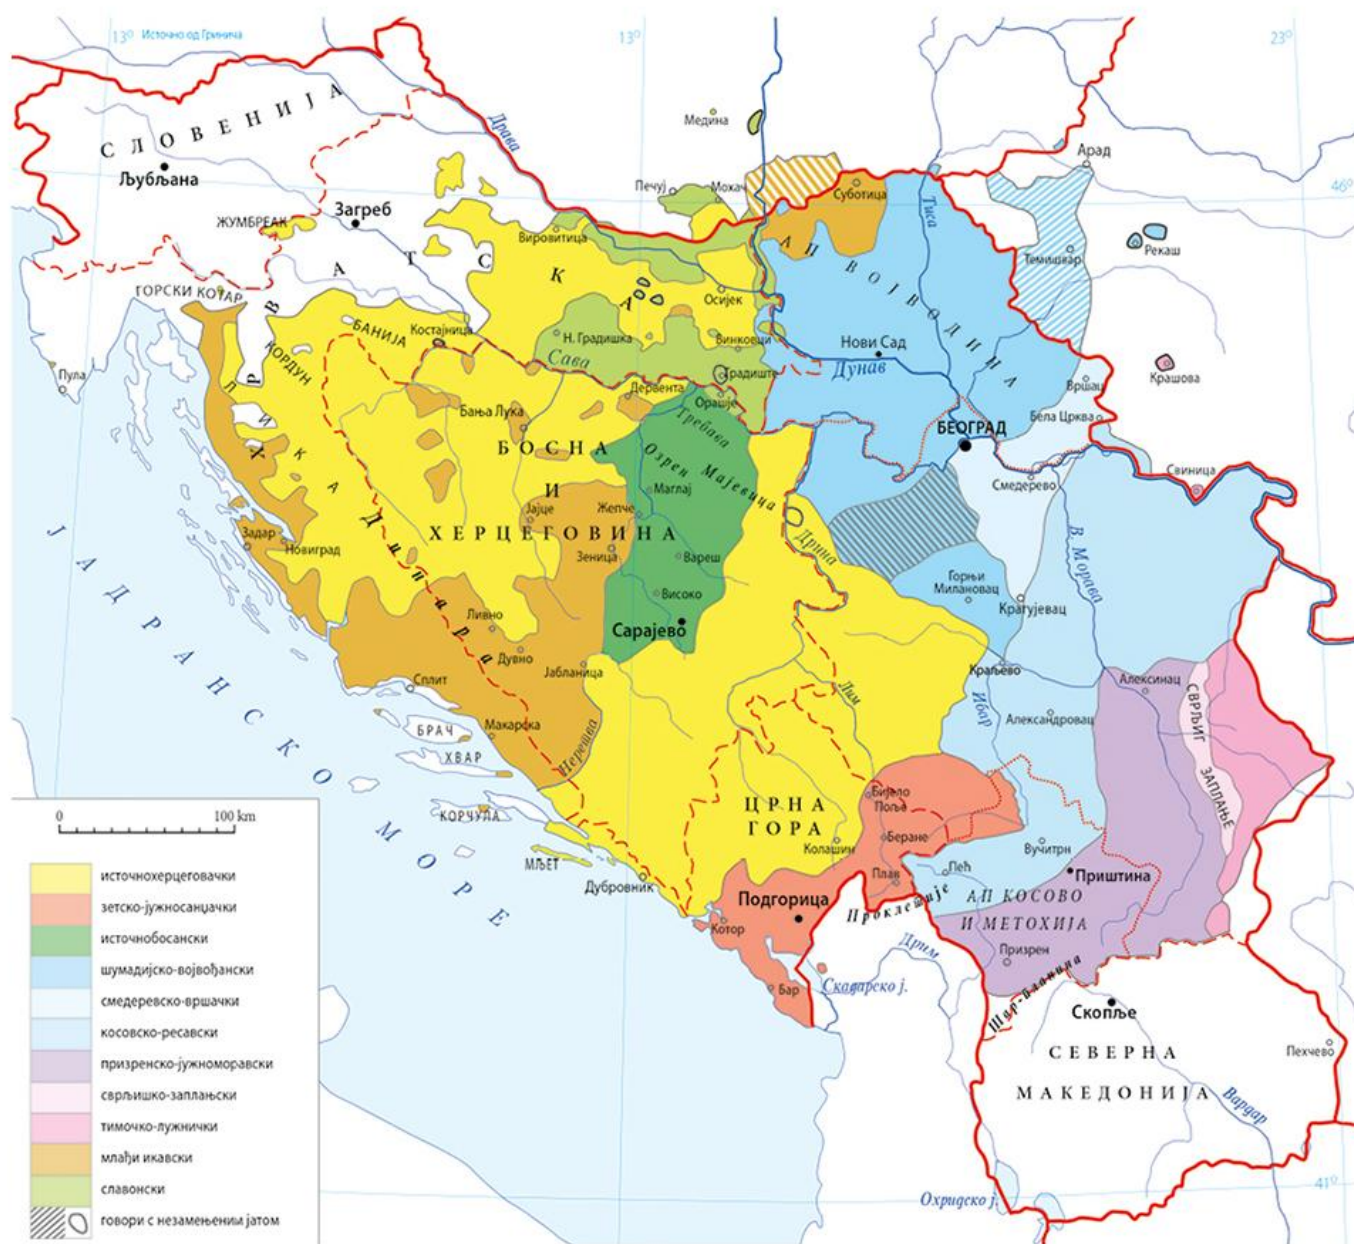 13⁰ Источно од Гринича
13⁰
23⁰
СЛОВЕНИЈА
Драва
Медина
Арад
Љубљана
Печуј
Мохач
Суботица
46⁰
Загреб
ЖУМБРЕАК
Вировитица
Тиса
Темишвар
Рекаш
АП ВОЈВОДИНА
ХРВАТСКА
ГОРСКИ КОТАР
Осијек
БАНИЈА
Костајница
Н. Градишка
Винковци
Нови Сад
КОРДУН
Сава
Градиште
Дунав
Крашова
Пула
ЛИКА
Дервента
Орашје
Вршац
Бања Лука
Требава
Бела Црква
БЕОГРАД
БОСНА
Озрен
Мајевица
Свиница
И
Маглај
Смедерево
Јајце
Жепче
ХЕРЦЕГОВИНА
Задар
Новиград
Динара
Зеница
Вареш
Дрина
В. Морава
Горњи
Милановац
Високо
Крагујевац
Ливно
Сарајево
Дувно
Јабланица
Краљево
Алексинац
СВРЉИГ
Сплит
Лим
Ибар
Александровац
ЈАДРАНСКО МОРЕ
БРАЧ
Макарска
Неретва
ХВАР
ЗАПЛАЊЕ
Бијело
Поље
ЦРНА
ГОРА
0
100 km
КОРЧУЛА
Беране
Колашин
Вучитрн
МЉЕТ
Плав
Пећ
Приштина
Дубровник
Подгорица
Проклетије
АП КОСОВО
И МЕТОХИЈА
Котор
Дрим
Призрен
Бар
Скадарско ј.
Шар-планина
Скопље
СЕВЕРНА
МАКЕДОНИЈА
Пехчево
Вардар
Охридско ј.
41⁰
источнохерцеговачки
зетско-јужносанџачки
источнобосански
шумадијско-војвођански
смедеревско-вршачки
косовско-ресавски
призренско-јужноморавски
сврљишко-заплањски
тимочко-лужнички
млађи икавски
славонски
говори с незамењении јатом